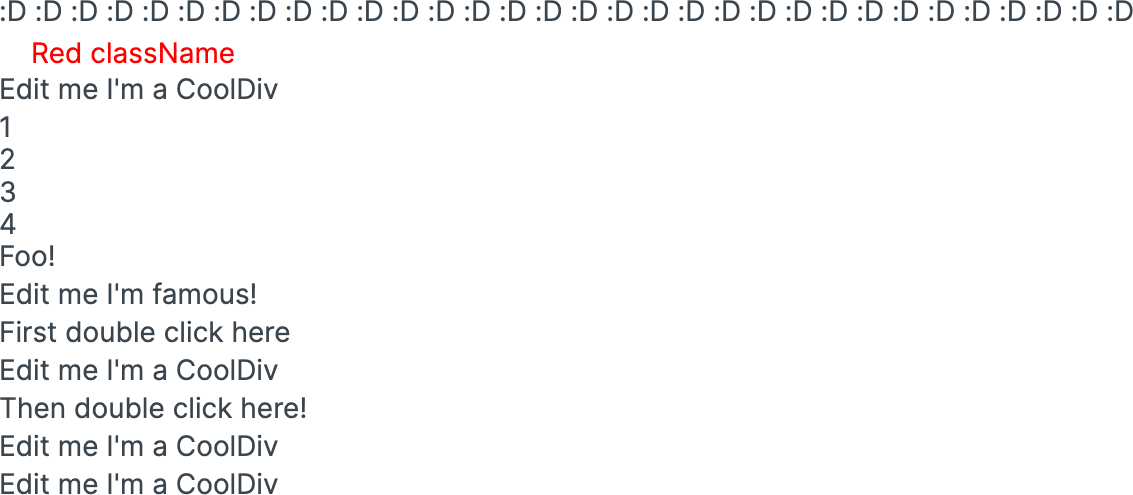 :D :D :D :D :D :D :D :D :D :D :D :D :D :D :D :D :D :D :D :D :D :D :D :D :D :D :D :D :D :D :D :D
Red className
Edit me I'm a CoolDiv
1
2
3
4
Foo!
Edit me I'm famous!
First double click here
Edit me I'm a CoolDiv
Then double click here!
Edit me I'm a CoolDiv
Edit me I'm a CoolDiv